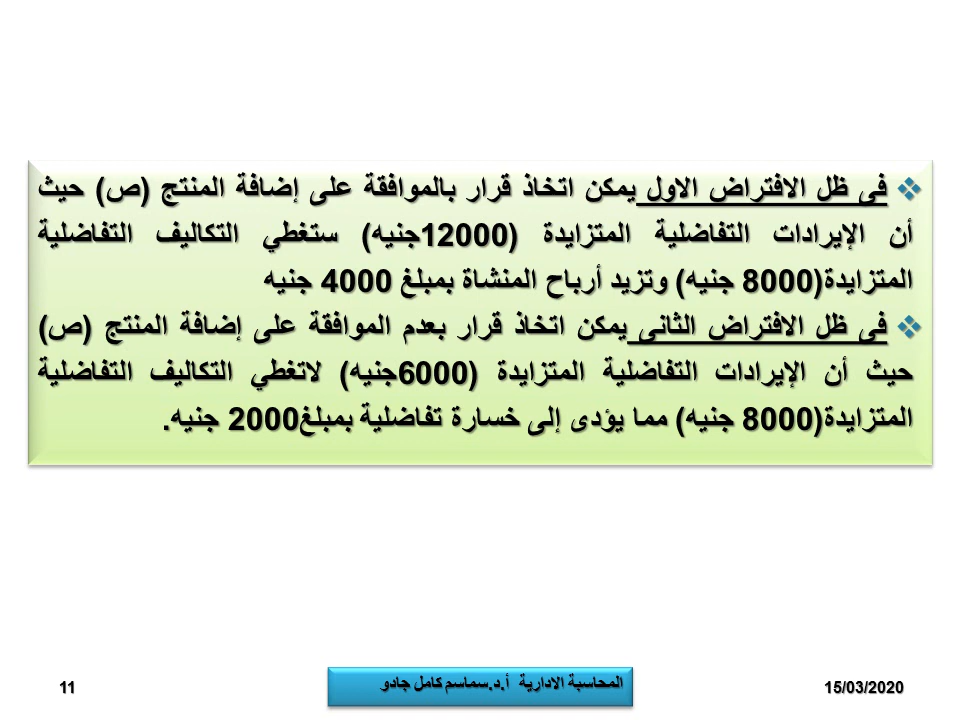 ❖ فى ظل الافتراض الاول يمكن اتخاذ قرار بالموافقة على إضافة المنتج (ص) حيث
أن الإيرادات التفاضلية المتزايدة (12000جنيه) ستغطي التكاليف التفاضلية
المتزايدة(8000 جنيه) وتزيد أرباح المنشاة بمبلغ 4000 جنيه
❖ فى ظل الافتراض الثانى يمكن اتخاذ قرار بعدم الموافقة على إضافة المنتج (ص)
حيث أن الإيرادات التفاضلية المتزايدة (6000جنيه) لاتغطي التكاليف التفاضلية
المتزايدة(8000 جنيه) مما يؤدى إلى خسارة تفاضلية بمبلغ2000 جنيه.
15/03/2020
المحاسبة الادارية أ.د.سماسم كامل جادو
11